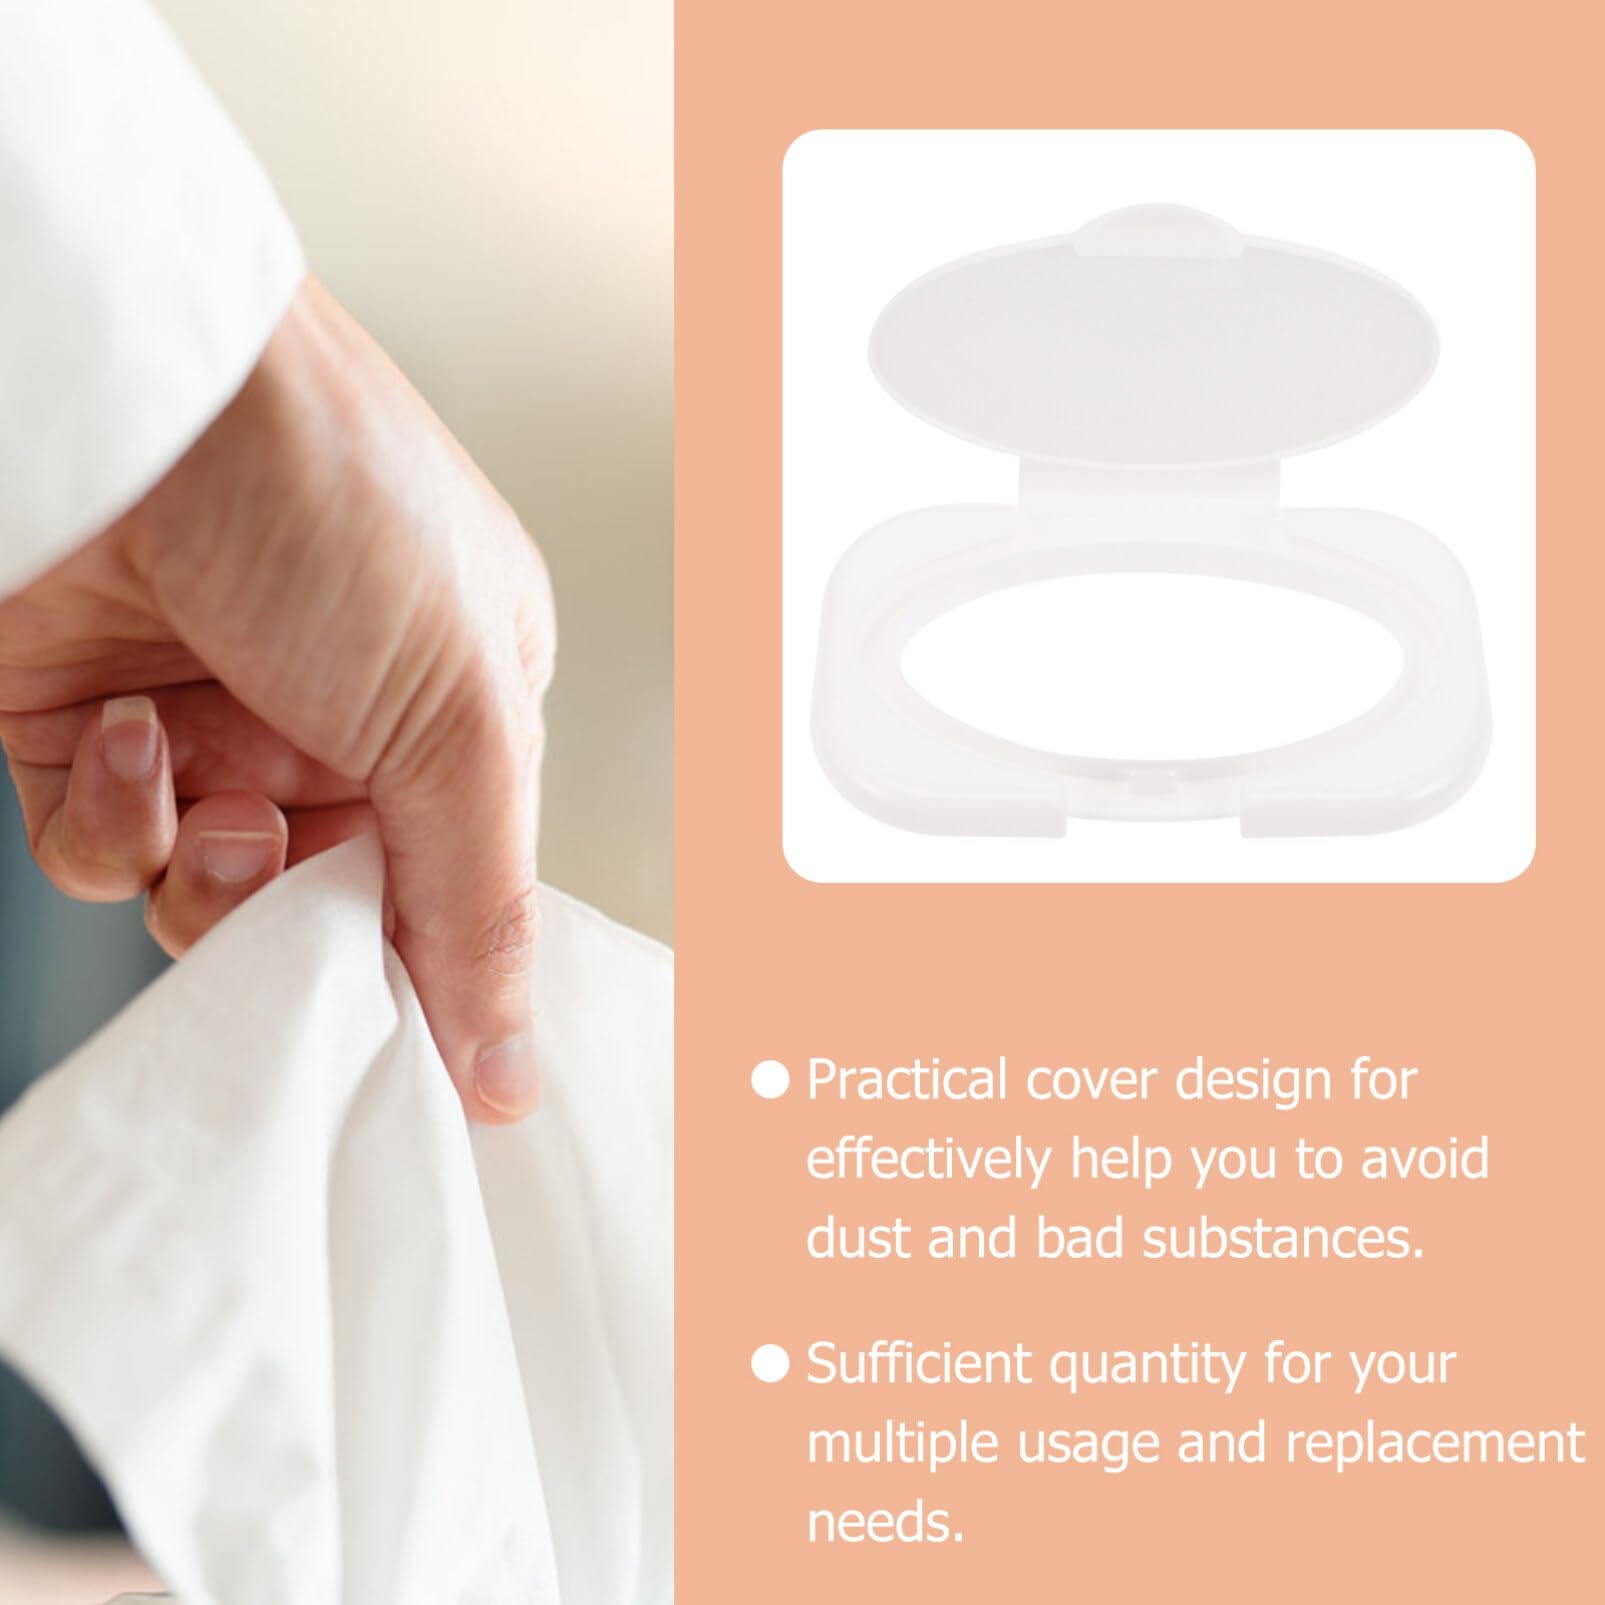 Practical cover design for
effectively help you to avoid
dust and bad substances.
Sufficient quantity for your
multiple usage and replacement
needs.